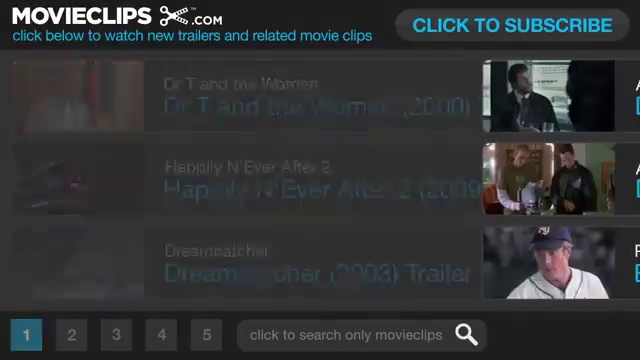 MOVIECLIPS .COM
click below to watch new trailers and related movie clips
CLICK TO SUBSCRIBE
Dr T and the Women
Dr T and the Women (2000)
Happily N'Ever After 2
Happily N'Ever After 2 (2009
Dreamcatcher
Dreamcatcher (2003) Trailer
1 2 3 4 5
click to search only movieclips